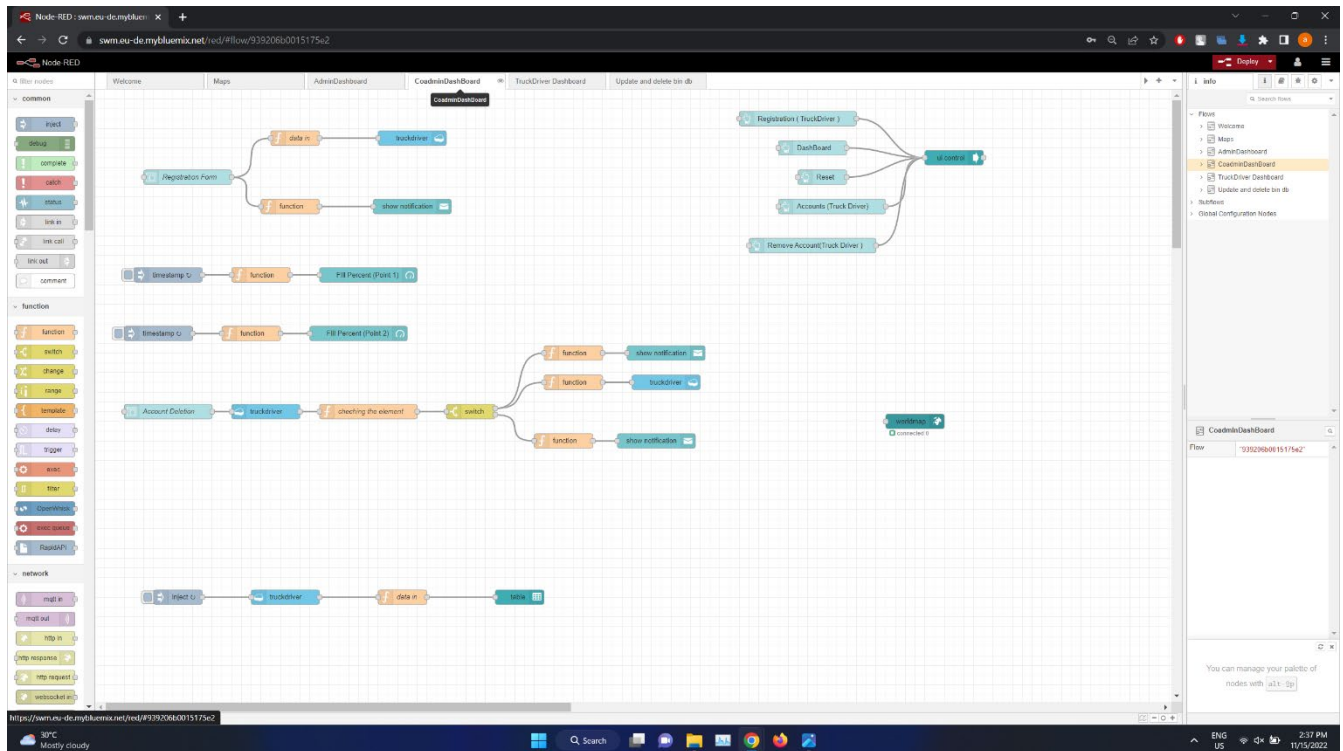 Node-RED : swm.eu-de.mybluem
swm.eu-de.mybluemix.net/red/#flow/939206b0015175e2
Node-RED
Deploy
filter nodes
Welcome
Maps
AdminDashboard
CoadminDashBoard
TruckDriver Dashboard
Update and delete bin db
info
CoadminDashBoard
Search flows
common
inject
debug
complete
catch
status
link in
link call
link out
comment
function
function
switch
change
range
template
delay
trigger
exec
filter
OpenWhisk
exec queue
RapidAPI
network
mqtt in
mqtt out
http in
http response
http request
websocket in
data in
truckdriver
Registration Form
function
show notification
timestamp ↻
function
Fill Percent (Point 1)
timestamp ↻
function
Fill Percent (Point 2)
function
show notification
function
truckdriver
Account Deletion
truckdriver
checking the element
switch
function
show notification
inject ↻
truckdriver
data in
table
Registration ( TruckDriver )
DashBoard
Reset
Accounts (Truck Driver)
Remove Account(Truck Driver )
ui control
worldmap
connected 0
Flows
Welcome
Maps
AdminDashboard
CoadminDashBoard
TruckDriver Dashboard
Update and delete bin db
Subflows
Global Configuration Nodes
CoadminDashBoard
Flow
"939206b0015175e2"
You can manage your palette of
nodes with alt-⇧p
https://swm.eu-de.mybluemix.net/red/#939206b0015175e2
30°C
Mostly cloudy
Search
ENG
US
2:37 PM
11/15/2022